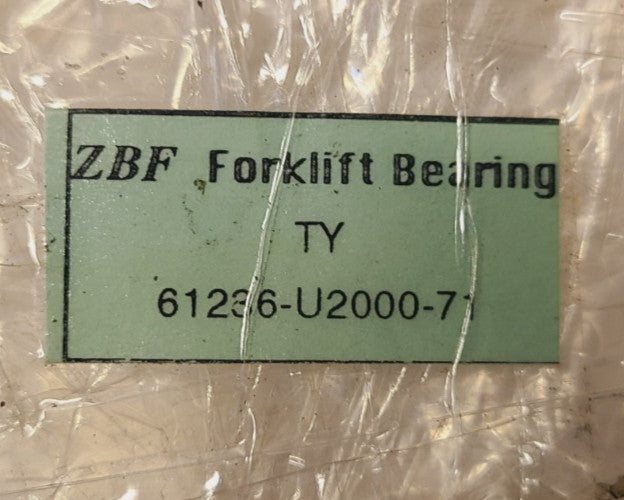 ZBF Forklift Bearing
TY
61236-U2000-71